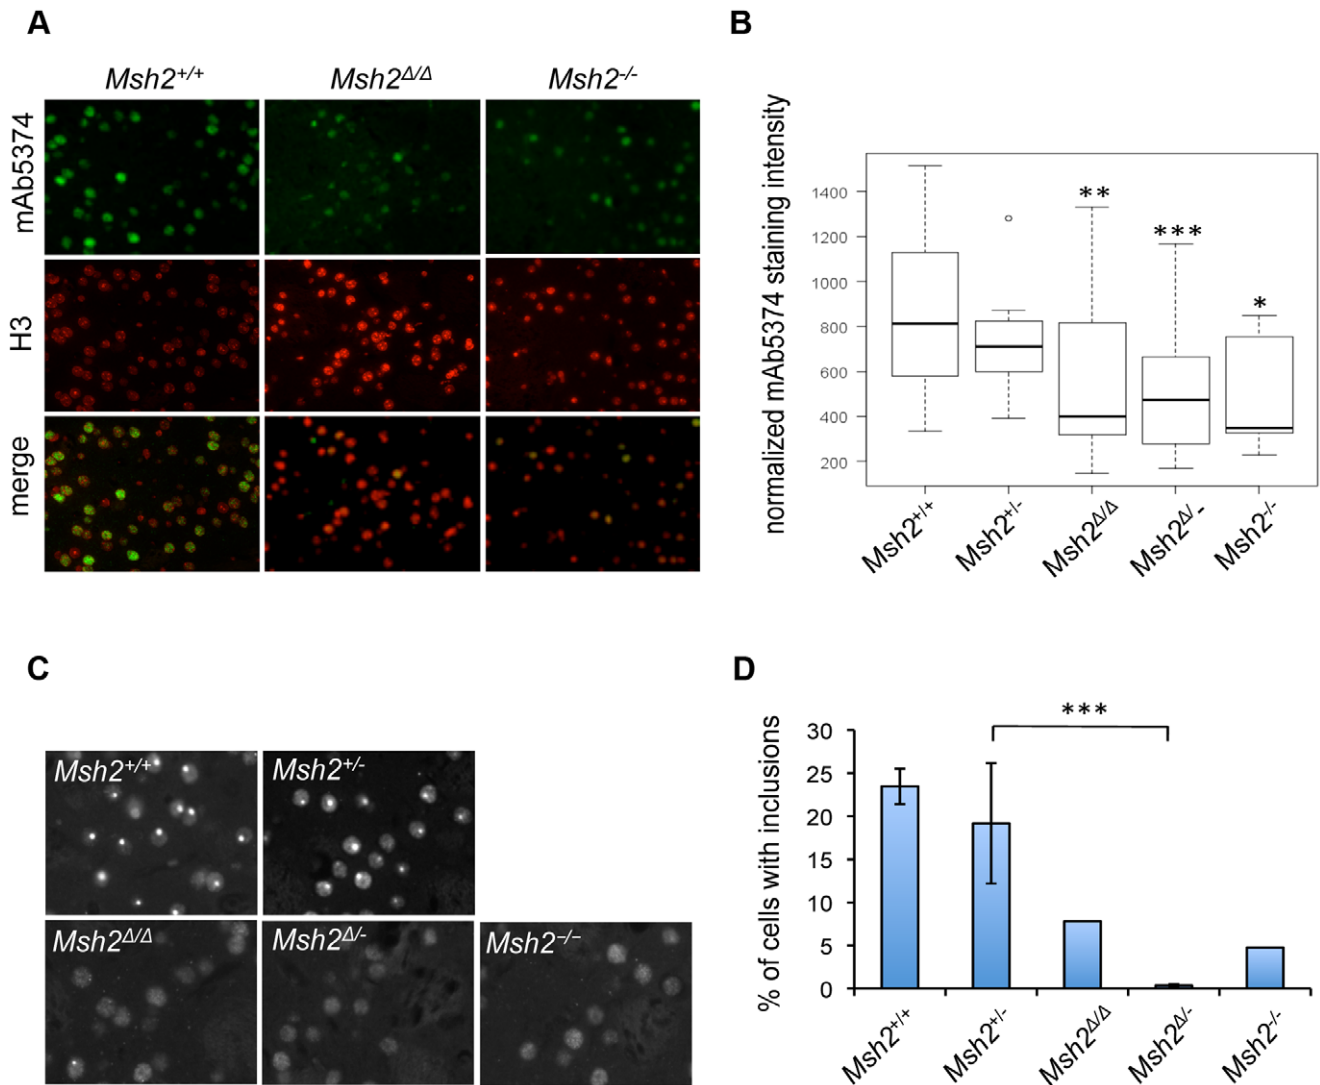 A
Msh2+/+ Msh2Δ/Δ Msh2-/-
mAb5374
H3
merge
B
normalized mAb5374 staining intensity
1400
1200
1000
800
600
400
200
**
***
*
Msh2+/+ Msh2+/- Msh2Δ/Δ Msh2Δ/- Msh2-/-
C
Msh2+/+ Msh2+/-
Msh2Δ/Δ Msh2Δ/- Msh2-/-
D
% of cells with inclusions
30
25
20
15
10
5
0
***
Msh2+/+ Msh2+/- Msh2Δ/Δ Msh2Δ/- Msh2-/-